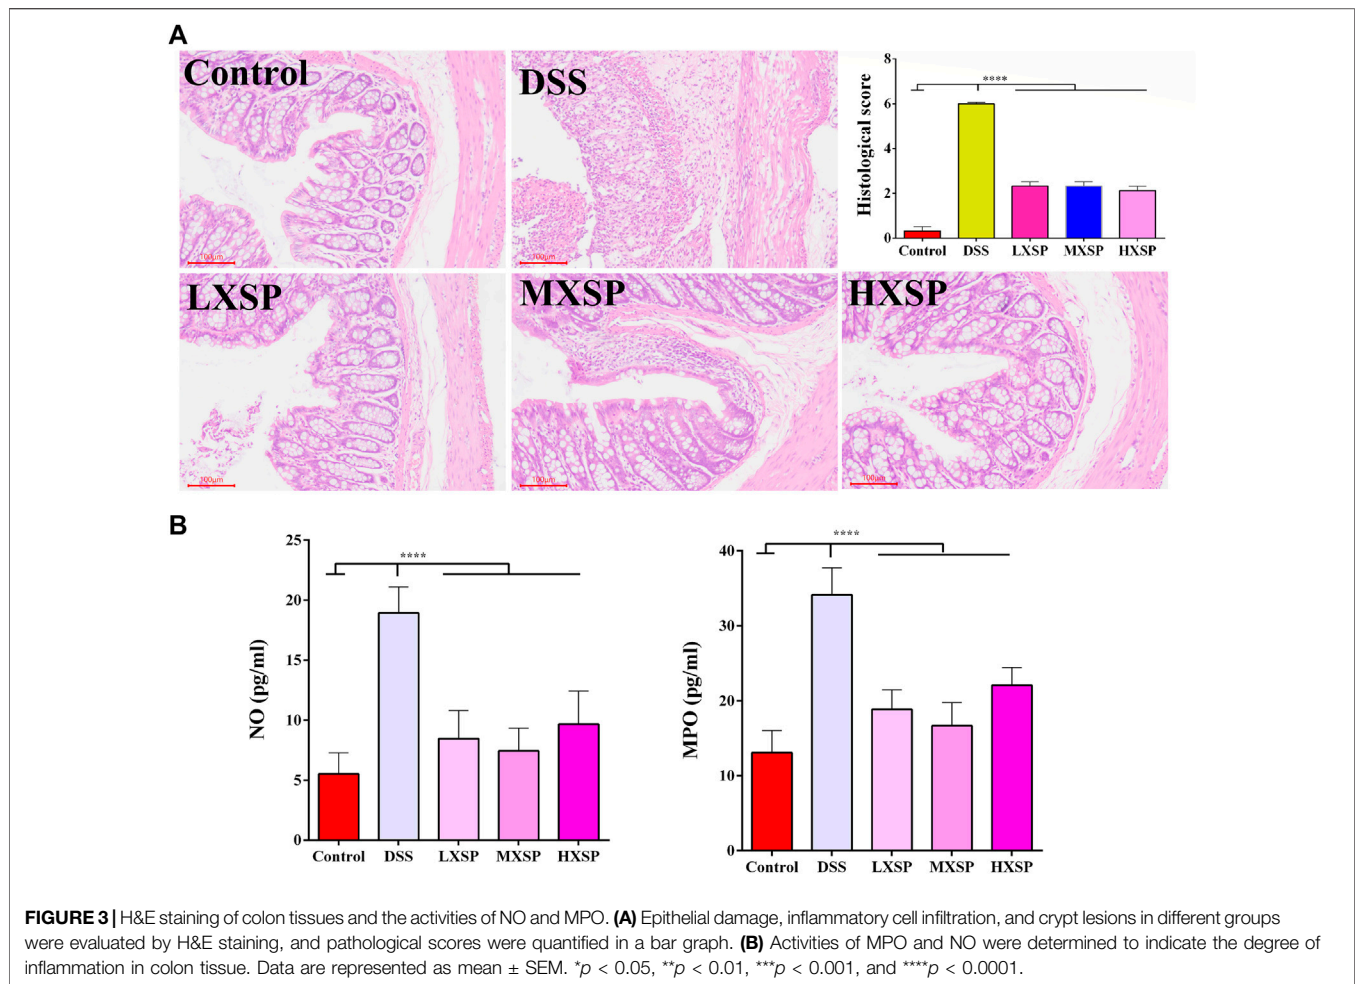 A
Control
DSS
Histological score
8
6
4
2
0
****
Control DSS LXSP MXSP HXSP
100μm
100μm
LXSP
MXSP
HXSP
100μm
100μm
100μm
B
NO (pg/ml)
25
20
15
10
5
0
****
Control DSS LXSP MXSP HXSP
MPO (pg/ml)
40
30
20
10
0
****
Control DSS LXSP MXSP HXSP
FIGURE 3 | H&E staining of colon tissues and the activities of NO and MPO. (A) Epithelial damage, inflammatory cell infiltration, and crypt lesions in different groups
were evaluated by H&E staining, and pathological scores were quantified in a bar graph. (B) Activities of MPO and NO were determined to indicate the degree of
inflammation in colon tissue. Data are represented as mean ± SEM. *p < 0.05, **p < 0.01, ***p < 0.001, and ****p < 0.0001.